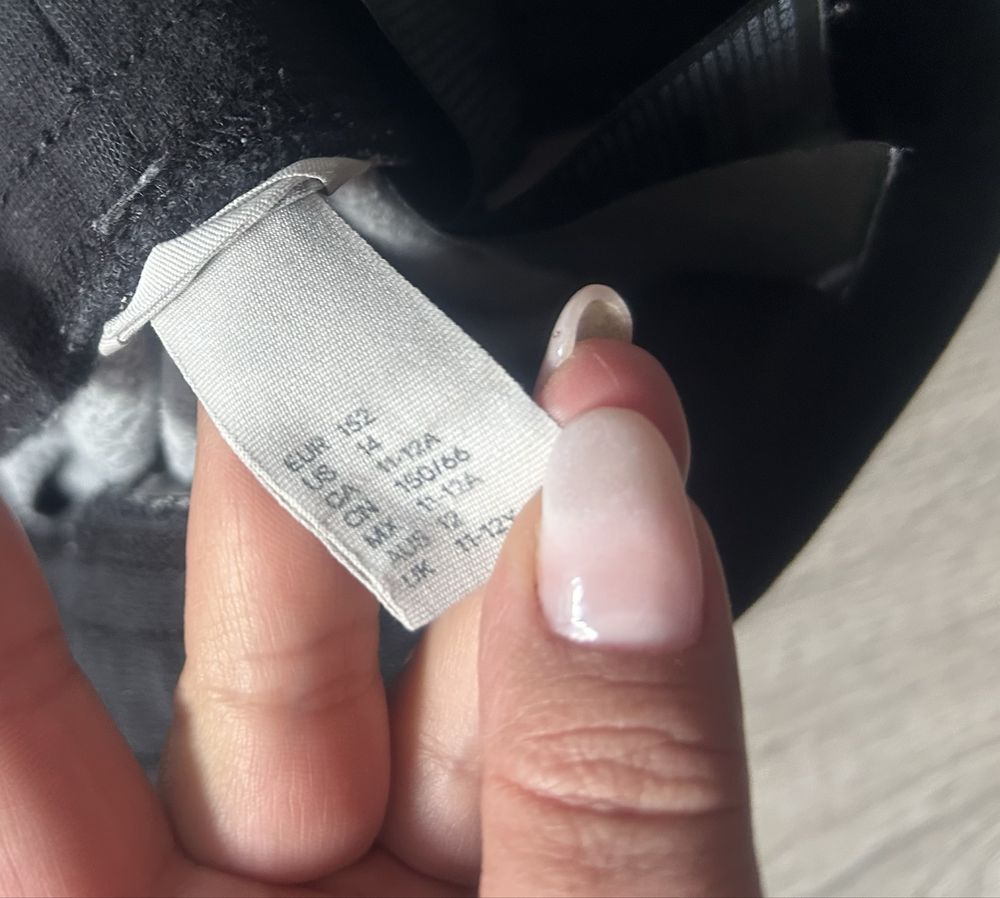 EUR 152
US 14
11-12A
CN 150/66
MX 11-12A
AUS 12
UK 11-12Y